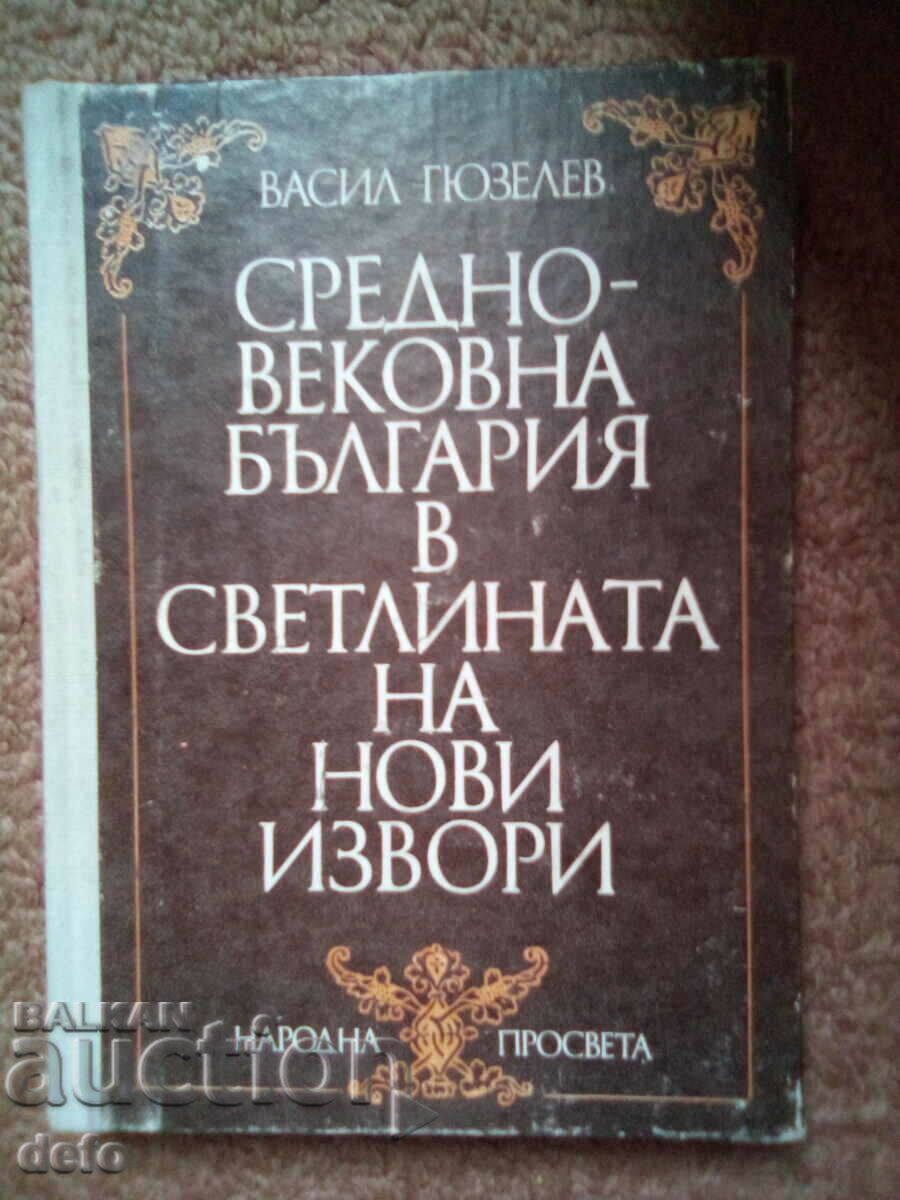 ВАСИЛ ГЮЗЕЛЕВ
СРЕДНО-
ВЕКОВНА
БЪЛГАРИЯ
В
СВЕТЛИНАТА
НА
НОВИ
ИЗВОРИ
НАРОДНА ПРОСВЕТА
BALKAN
auction
defo